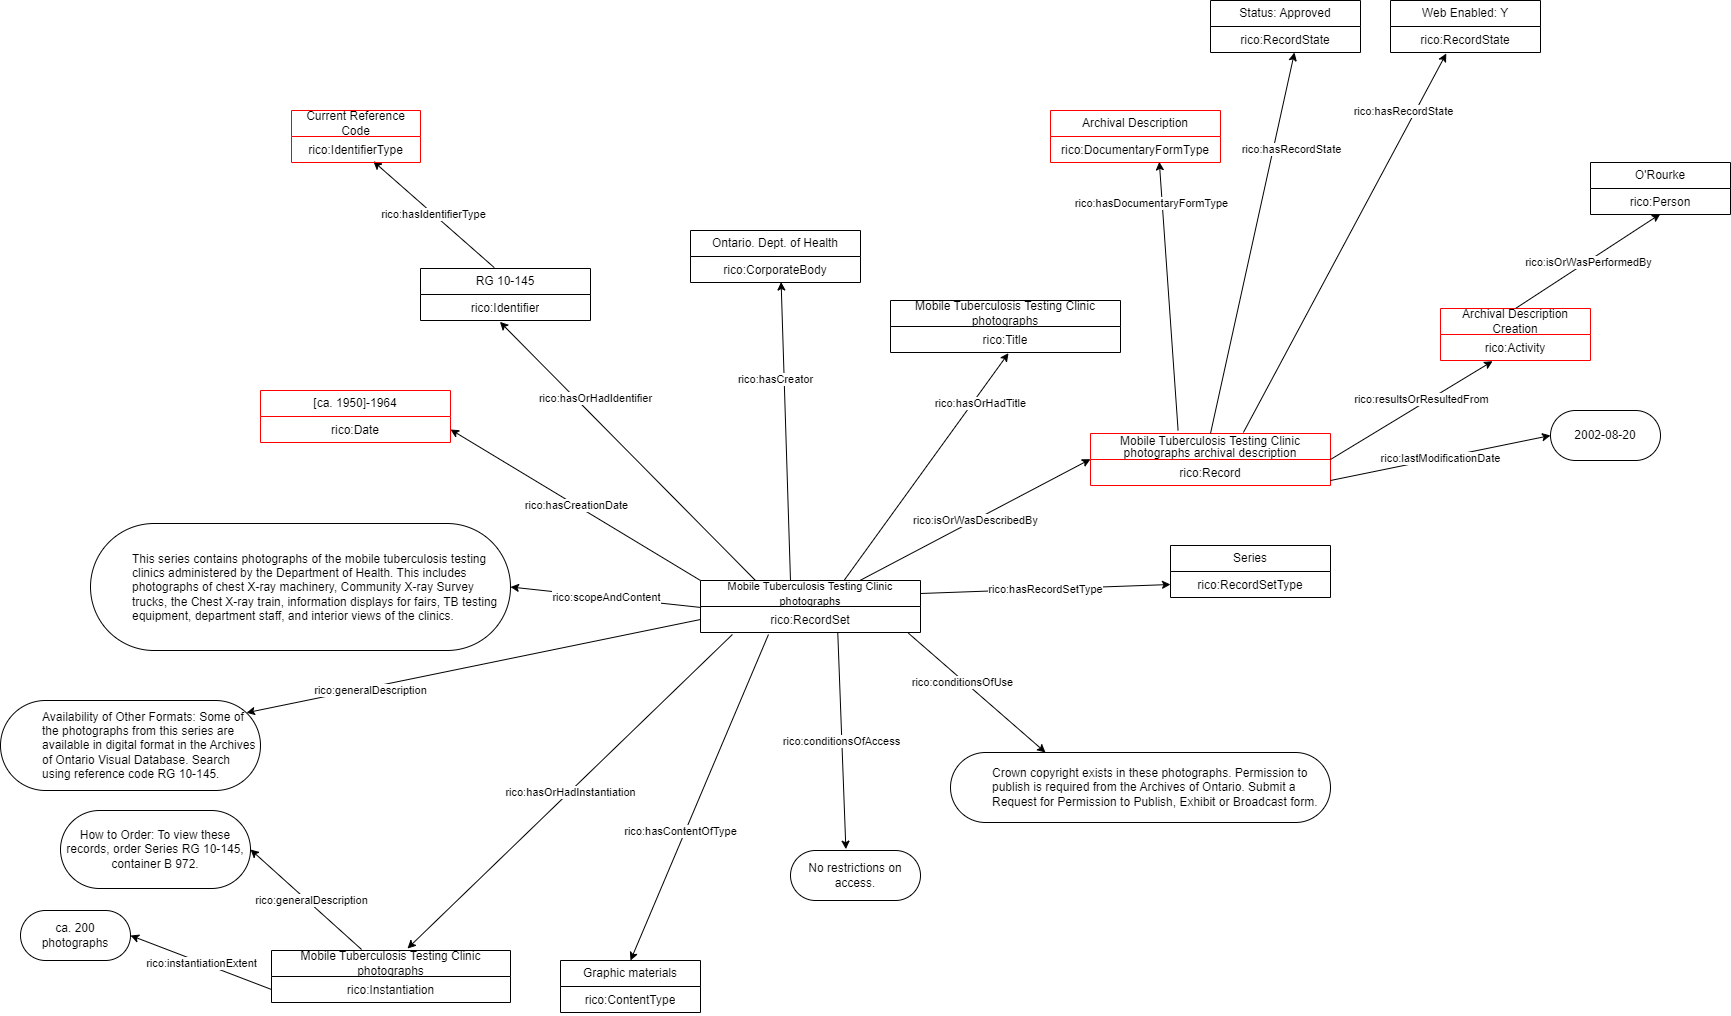 Status: Approved
rico:RecordState
Web Enabled: Y
rico:RecordState
rico:hasRecordState
rico:hasRecordState
Current Reference
Code
rico:IdentifierType
Archival Description
rico:DocumentaryFormType
O'Rourke
rico:Person
rico:hasIdentifierType
rico:hasDocumentaryFormType
rico:isOrWasPerformedBy
Ontario. Dept. of Health
rico:CorporateBody
RG 10-145
rico:Identifier
Mobile Tuberculosis Testing Clinic
photographs
rico:Title
Archival Description
Creation
rico:Activity
rico:hasCreator
rico:hasOrHadIdentifier
rico:hasOrHadTitle
rico:resultsOrResultedFrom
[ca. 1950]-1964
rico:Date
Mobile Tuberculosis Testing Clinic
photographs archival description
rico:Record
2002-08-20
rico:lastModificationDate
rico:hasCreationDate
rico:isOrWasDescribedBy
This series contains photographs of the mobile tuberculosis testing
clinics administered by the Department of Health. This includes
photographs of chest X-ray machinery, Community X-ray Survey
trucks, the Chest X-ray train, information displays for fairs, TB testing
equipment, department staff, and interior views of the clinics.
rico:scopeAndContent
Mobile Tuberculosis Testing Clinic
photographs
rico:RecordSet
rico:hasRecordSetType
Series
rico:RecordSetType
rico:generalDescription
rico:conditionsOfUse
Availability of Other Formats: Some of
the photographs from this series are
available in digital format in the Archives
of Ontario Visual Database. Search
using reference code RG 10-145.
rico:conditionsOfAccess
Crown copyright exists in these photographs. Permission to
publish is required from the Archives of Ontario. Submit a
Request for Permission to Publish, Exhibit or Broadcast form.
rico:hasOrHadInstantiation
rico:hasContentOfType
How to Order: To view these
records, order Series RG 10-145,
container B 972.
No restrictions on
access.
rico:generalDescription
ca. 200
photographs
rico:instantiationExtent
Mobile Tuberculosis Testing Clinic
photographs
rico:Instantiation
Graphic materials
rico:ContentType